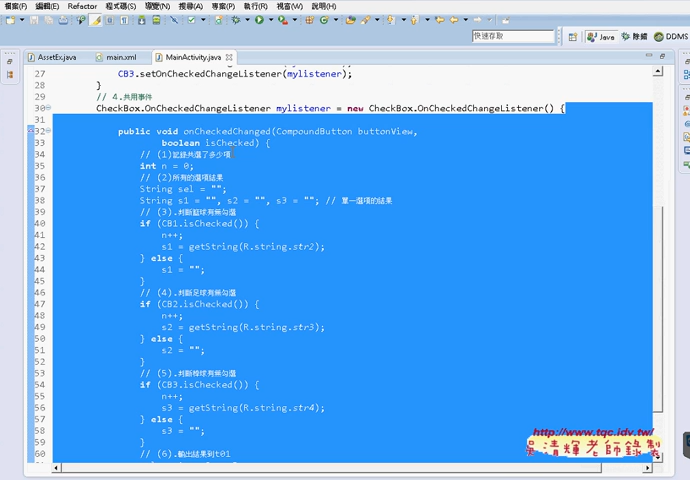 檔案(F) 編輯(E) Refactor 程式碼(S) 導覽(N) 搜尋(A) 專案(P) 執行(R) 視窗(W) 說明(H)
快速存取 Java 除錯 DDMS
AssetEx.java main.xml MainActivity.java
27 CB3.setOnCheckedChangeListener(mylistener);
28 }
29 // 4.共用事件
30 CheckBox.OnCheckedChangeListener mylistener = new CheckBox.OnCheckedChangeListener() {
31
32 public void onCheckedChanged(CompoundButton buttonView,
33 boolean isChecked) {
34 // (1)記錄共選了多少項
35 int n = 0;
36 // (2)所有的選項結果
37 String sel = "";
38 String s1 = "", s2 = "", s3 = ""; // 單一選項的結果
39 // (3).判斷籃球有無勾選
40 if (CB1.isChecked()) {
41 n++;
42 s1 = getString(R.string.str2);
43 } else {
44 s1 = "";
45 }
46 // (4).判斷足球有無勾選
47 if (CB2.isChecked()) {
48 n++;
49 s2 = getString(R.string.str3);
50 } else {
51 s2 = "";
52 }
53 // (5).判斷棒球有無勾選
54 if (CB3.isChecked()) {
55 n++;
56 s3 = getString(R.string.str4);
57 } else {
58 s3 = "";
59 }
60 // (6).輸出結果到t01
http://www.tqc.idv.tw/
吳清輝老師錄製